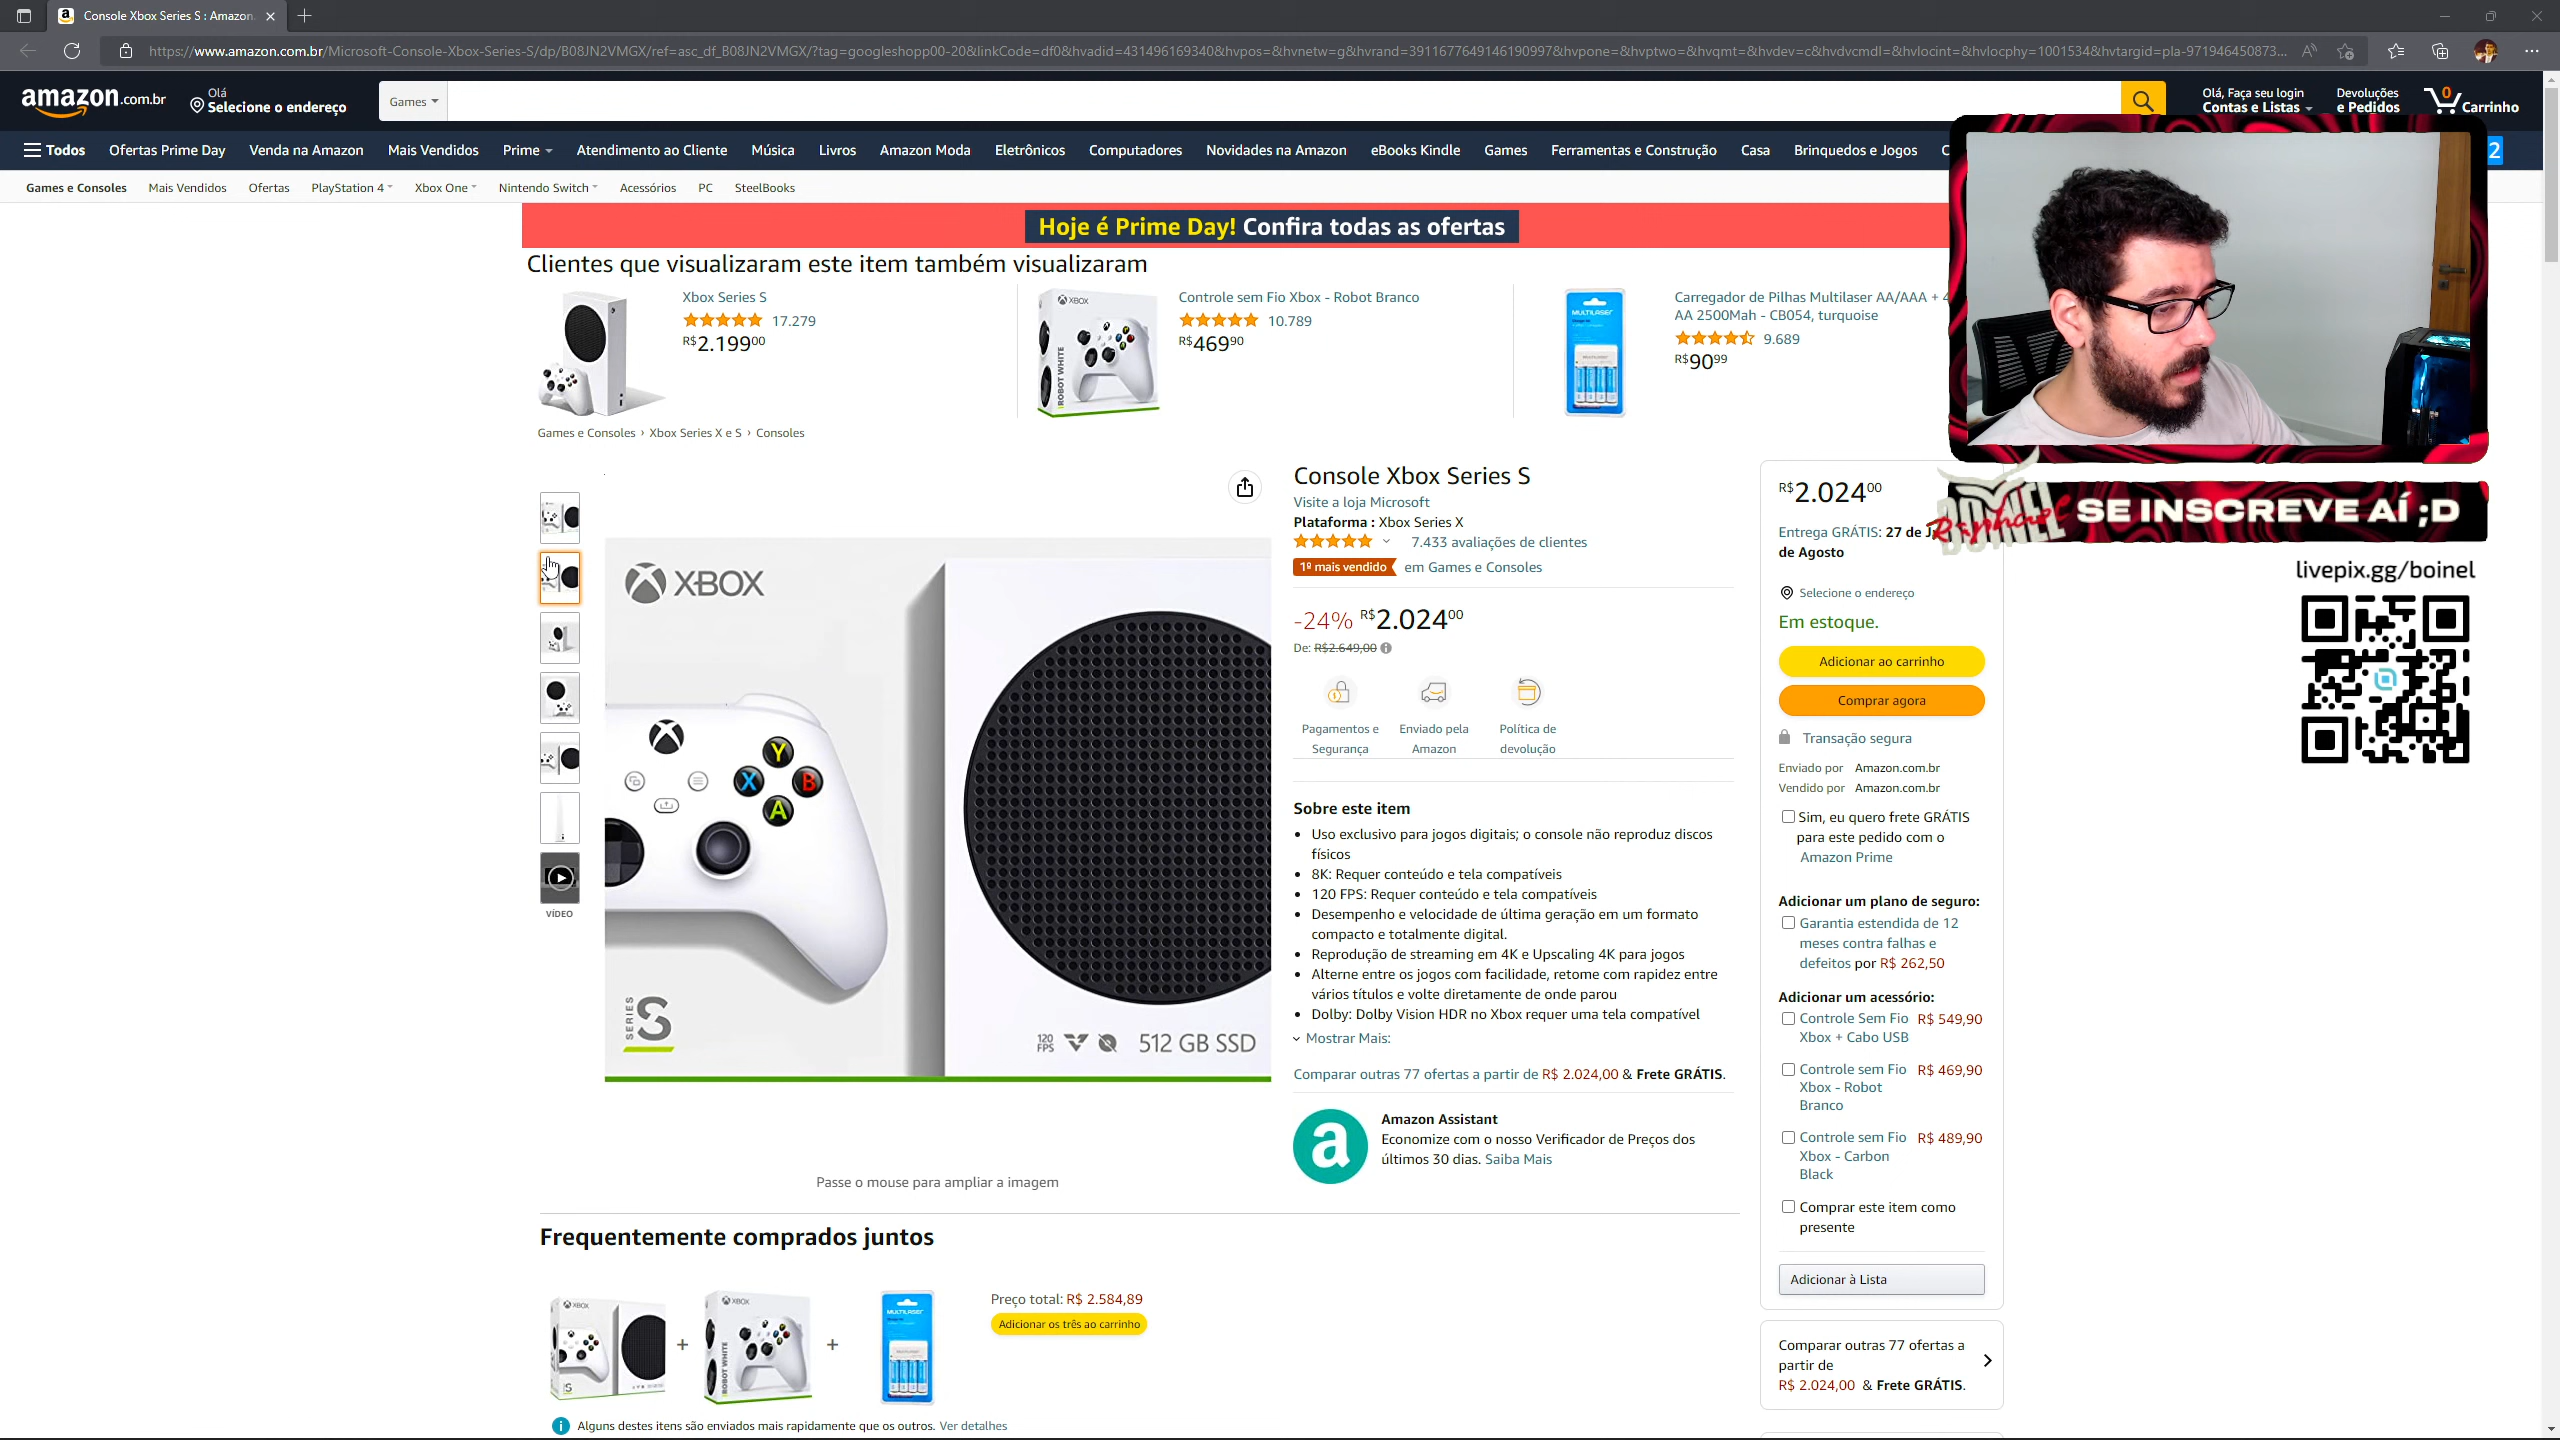 Console Xbox Series S : Amazon.
https://www.amazon.com.br/Microsoft-Console-Xbox-Series-S/dp/B08JN2VMGX/ref=asc_df_B08JN2VMGX/?tag=googleshopp00-20&linkCode=df0&hvadid=431496169340&hvpos=&hvnetw=g&hvrand=3911677649146190997&hvpone=&hvptwo=&hvqmt=&hvdev=c&hvdvcmdl=&hvlocint=&hvlocphy=1001534&hvtargid=pla-971946450873...
amazon.com.br
Olá
Selecione o endereço
Games
Olá, Faça seu login
Contas e Listas
Devoluções
e Pedidos
0
Carrinho
Todos Ofertas Prime Day Venda na Amazon Mais Vendidos Prime Atendimento ao Cliente Música Livros Amazon Moda Eletrônicos Computadores Novidades na Amazon eBooks Kindle Games Ferramentas e Construção Casa Brinquedos e Jogos C
2
Games e Consoles Mais Vendidos Ofertas PlayStation 4 Xbox One Nintendo Switch Acessórios PC SteelBooks
Hoje é Prime Day! Confira todas as ofertas
Clientes que visualizaram este item também visualizaram
Xbox Series S
17.279
R$2.19900
XBOX
ROBOT WHITE
Controle sem Fio Xbox - Robot Branco
10.789
R$46990
MULTILASER
Carregador de Pilhas Multilaser AA/AAA + 4
AA 2500Mah - CB054, turquoise
9.689
R$9099
Games e Consoles › Xbox Series X e S › Consoles
VÍDEO
XBOX
Y
X
B
A
SERIES
S
120
FPS
512 GB SSD
Passe o mouse para ampliar a imagem
Console Xbox Series S
Visite a loja Microsoft
Plataforma : Xbox Series X
7.433 avaliações de clientes
1º mais vendido em Games e Consoles
-24% R$2.02400
De: R$2.649,00
Pagamentos e
Segurança
Enviado pela
Amazon
Política de
devolução
Sobre este item
• Uso exclusivo para jogos digitais; o console não reproduz discos
físicos
• 8K: Requer conteúdo e tela compatíveis
• 120 FPS: Requer conteúdo e tela compatíveis
• Desempenho e velocidade de última geração em um formato
compacto e totalmente digital.
• Reprodução de streaming em 4K e Upscaling 4K para jogos
• Alterne entre os jogos com facilidade, retome com rapidez entre
vários títulos e volte diretamente de onde parou
• Dolby: Dolby Vision HDR no Xbox requer uma tela compatível
Mostrar Mais:
Comparar outras 77 ofertas a partir de R$ 2.024,00 & Frete GRÁTIS.
a
Amazon Assistant
Economize com o nosso Verificador de Preços dos
últimos 30 dias. Saiba Mais
R$2.02400
Entrega GRÁTIS: 27 de
de Agosto
Selecione o endereço
Em estoque.
Adicionar ao carrinho
Comprar agora
Transação segura
Enviado por Amazon.com.br
Vendido por Amazon.com.br
Sim, eu quero frete GRÁTIS
para este pedido com o
Amazon Prime
Adicionar um plano de seguro:
Garantia estendida de 12
meses contra falhas e
defeitos por R$ 262,50
Adicionar um acessório:
Controle Sem Fio R$ 549,90
Xbox + Cabo USB
Controle sem Fio R$ 469,90
Xbox - Robot
Branco
Controle sem Fio R$ 489,90
Xbox - Carbon
Black
Comprar este item como
presente
Adicionar à Lista
Comparar outras 77 ofertas a
partir de
R$ 2.024,00 & Frete GRÁTIS.
Raphael
BOINEL
SE INSCREVE AÍ ;D
livepix.gg/boinel
Frequentemente comprados juntos
XBOX
S
+
XBOX
ROBOT WHITE
+
MULTILASER
Preço total: R$ 2.584,89
Adicionar os três ao carrinho
Alguns destes itens são enviados mais rapidamente que os outros. Ver detalhes